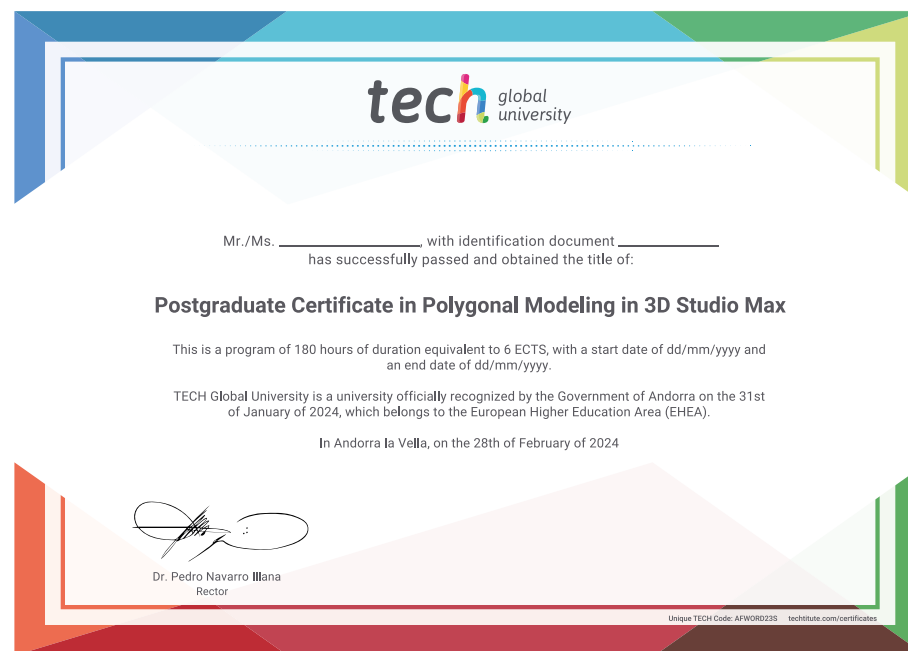 tech global university
Mr./Ms. ____________________, with identification document ______________
has successfully passed and obtained the title of:
Postgraduate Certificate in Polygonal Modeling in 3D Studio Max
This is a program of 180 hours of duration equivalent to 6 ECTS, with a start date of dd/mm/yyyy and
an end date of dd/mm/yyyy.
TECH Global University is a university officially recognized by the Government of Andorra on the 31st
of January of 2024, which belongs to the European Higher Education Area (EHEA).
In Andorra la Vella, on the 28th of February of 2024
Dr. Pedro Navarro Illana
Rector
Unique TECH Code: AFWORD23S techtitute.com/certificates